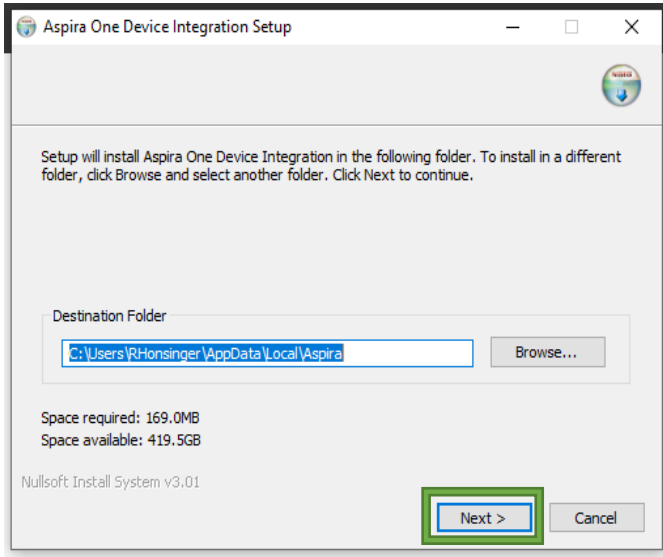 Aspira One Device Integration Setup
Setup will install Aspira One Device Integration in the following folder. To install in a different
folder, click Browse and select another folder. Click Next to continue.
Destination Folder
C:\Users\RHonsinger\AppData\Local\Aspira
Browse...
Space required: 169.0MB
Space available: 419.5GB
Nullsoft Install System v3.01
Next >
Cancel